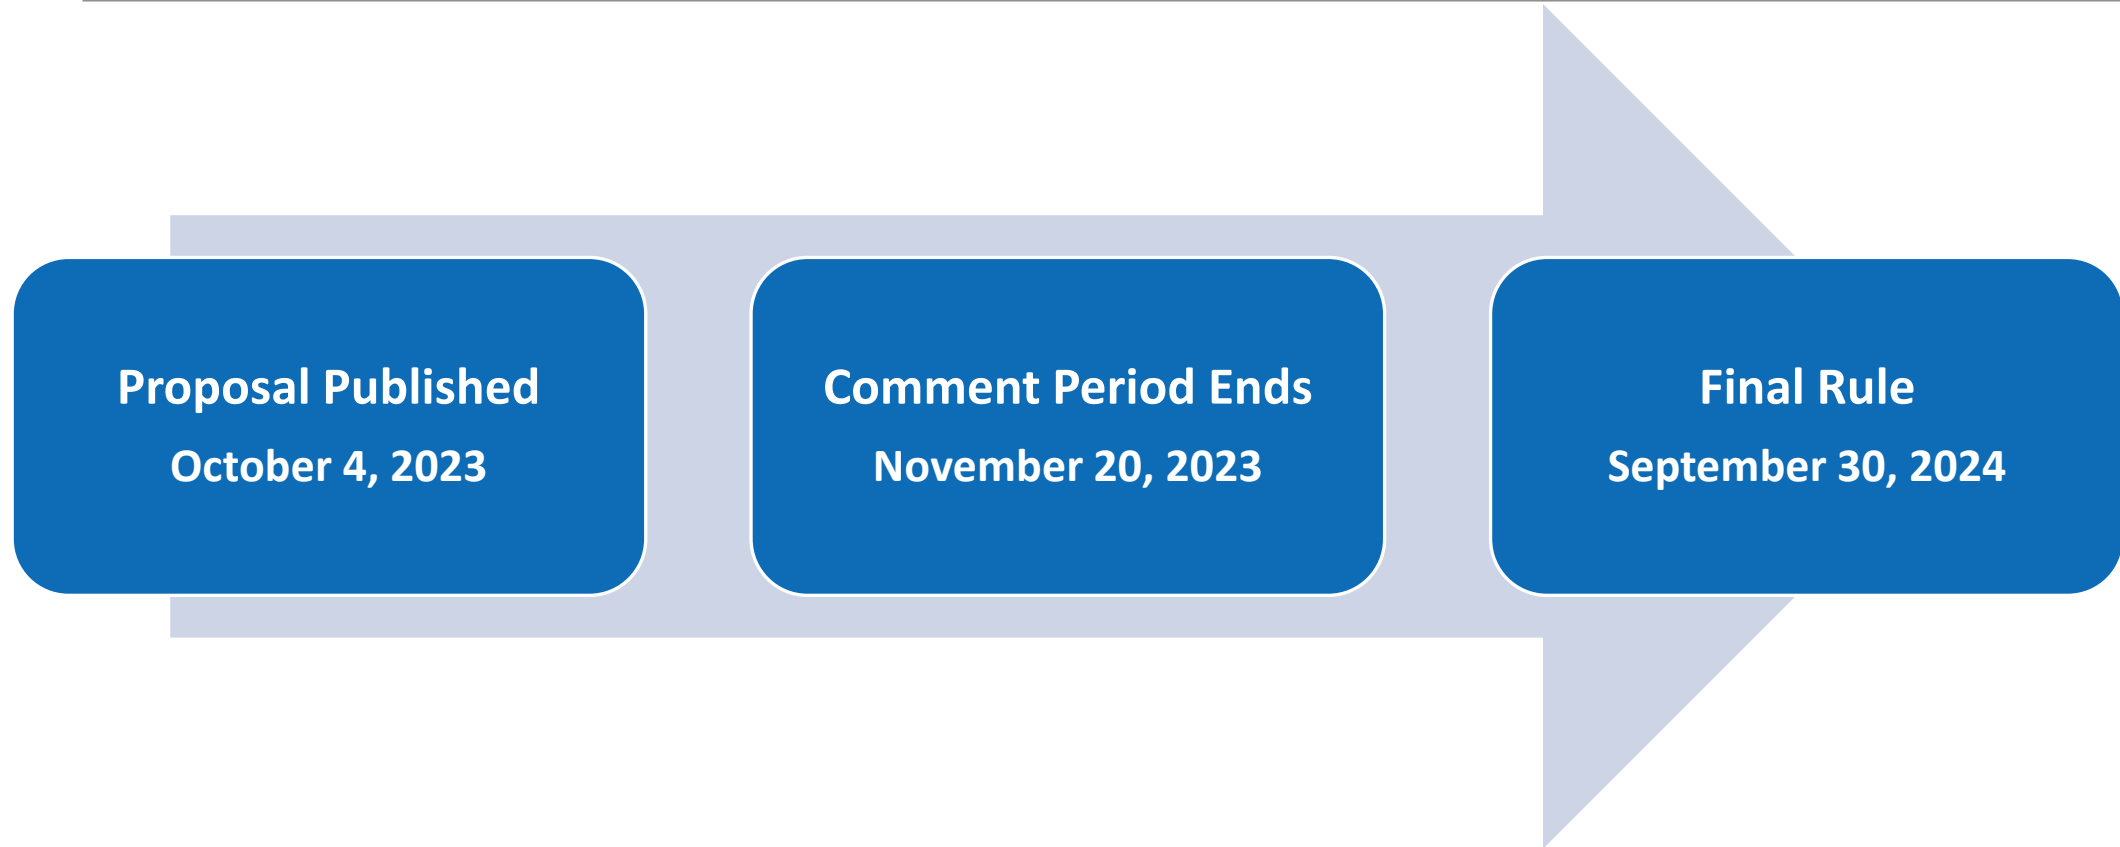 Proposal Published
October 4, 2023
Comment Period Ends
November 20, 2023
Final Rule
September 30, 2024